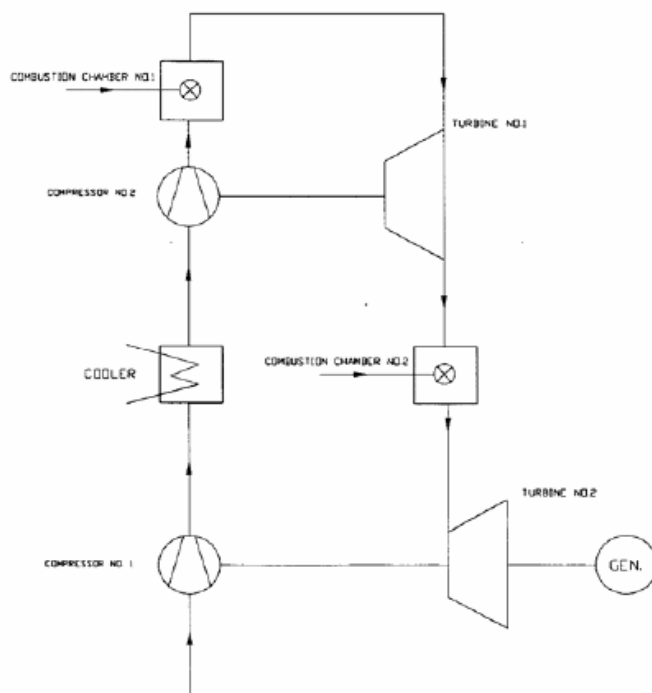 COMBUSTION CHAMBER NO.1
TURBINE NO.1
COMPRESSOR NO.2
COMBUSTION CHAMBER NO.2
COOLER
TURBINE NO.2
COMPRESSOR NO. 1
GEN.